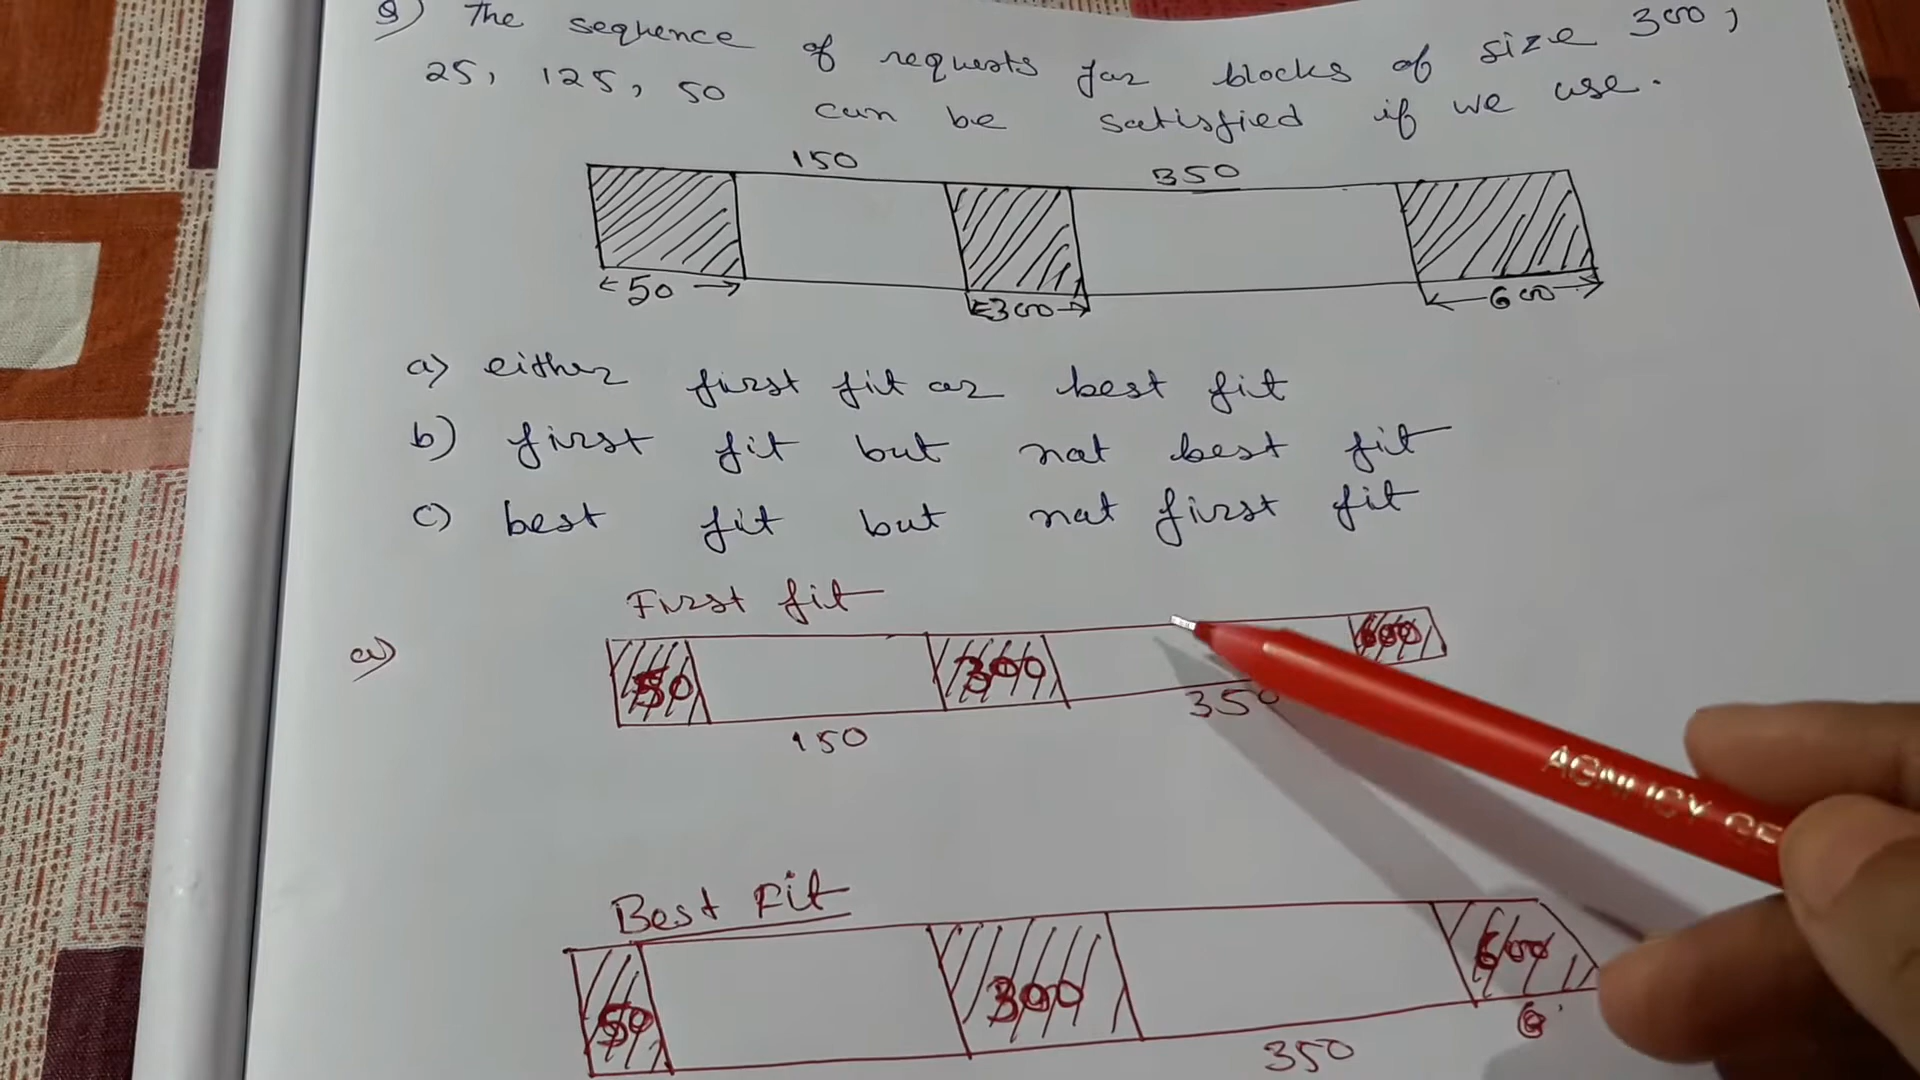 Q) The sequence of requests for blocks of size 300,
25, 125, 50 can be satisfied if we use.
150 350
50 300 600
a) either first fit or best fit
b) first fit but not best fit
c) best fit but not first fit
First fit
a)
50 300 600
150 350
Best Fit
50 300 600
350 6